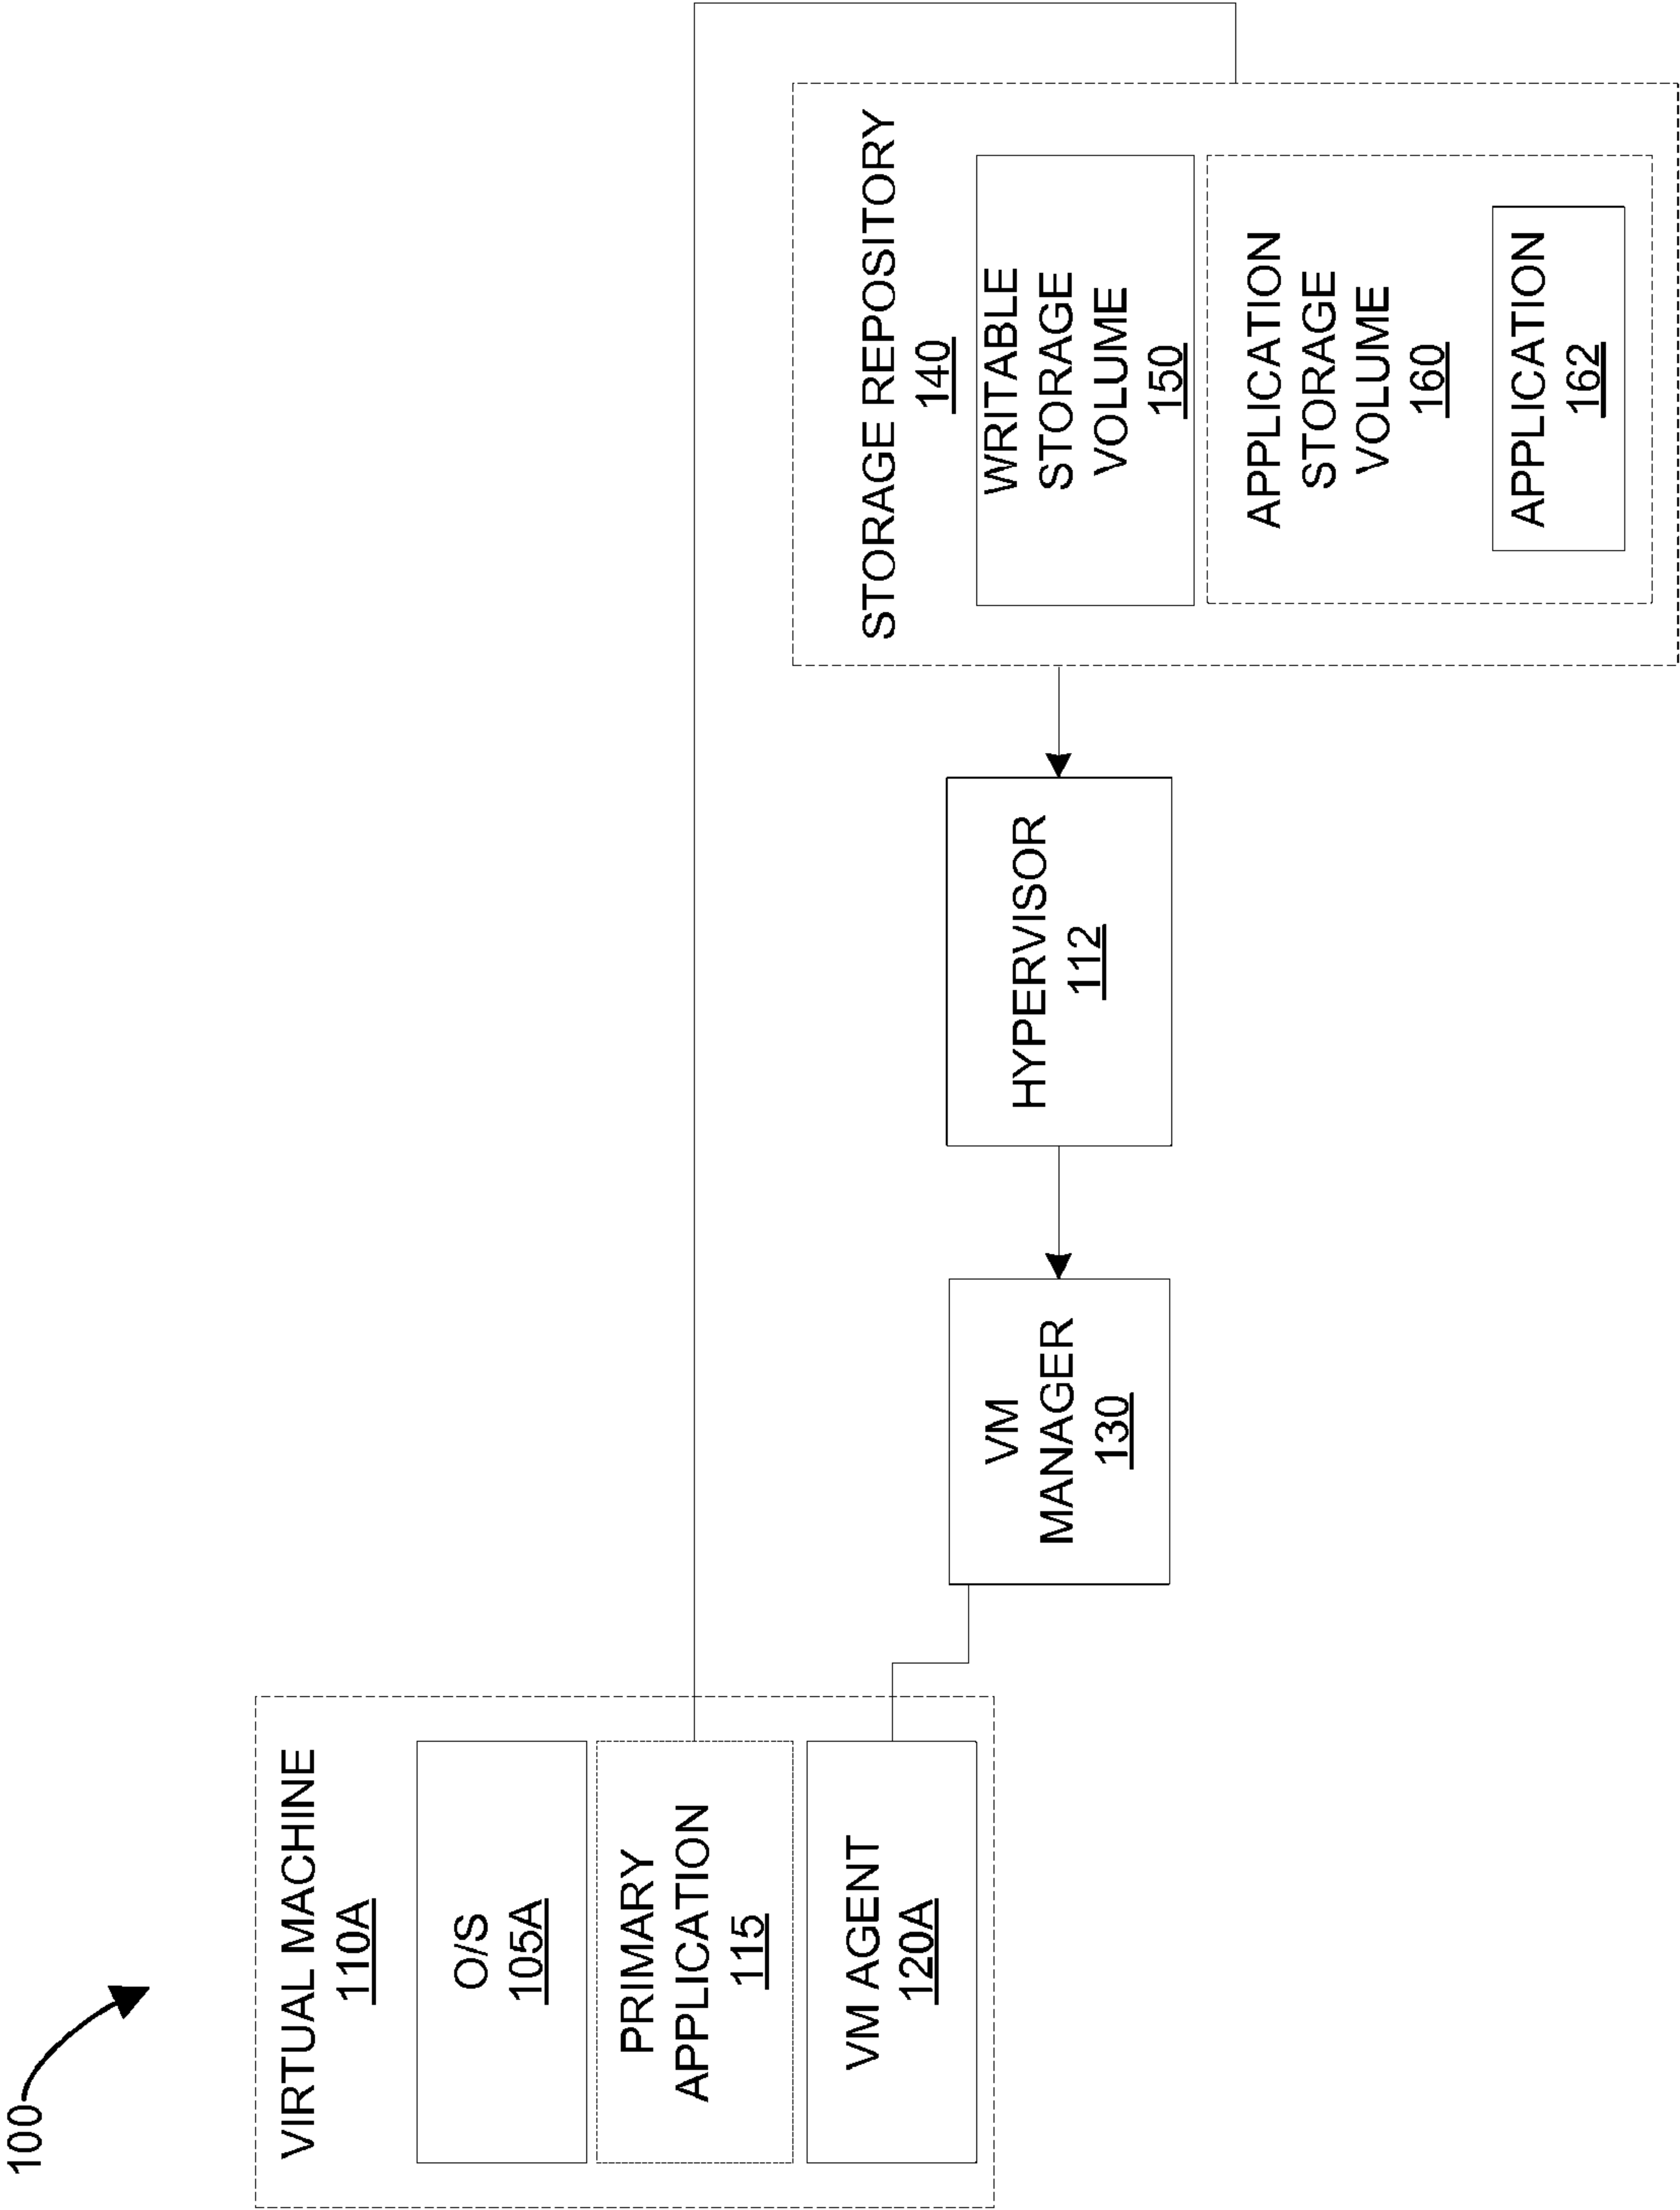 100
VIRTUAL MACHINE
110A
O/S
105A
PRIMARY
APPLICATION
115
VM AGENT
120A
VM
MANAGER
130
HYPERVISOR
112
STORAGE REPOSITORY
140
WRITABLE
STORAGE
VOLUME
150
APPLICATION
STORAGE
VOLUME
160
APPLICATION
162